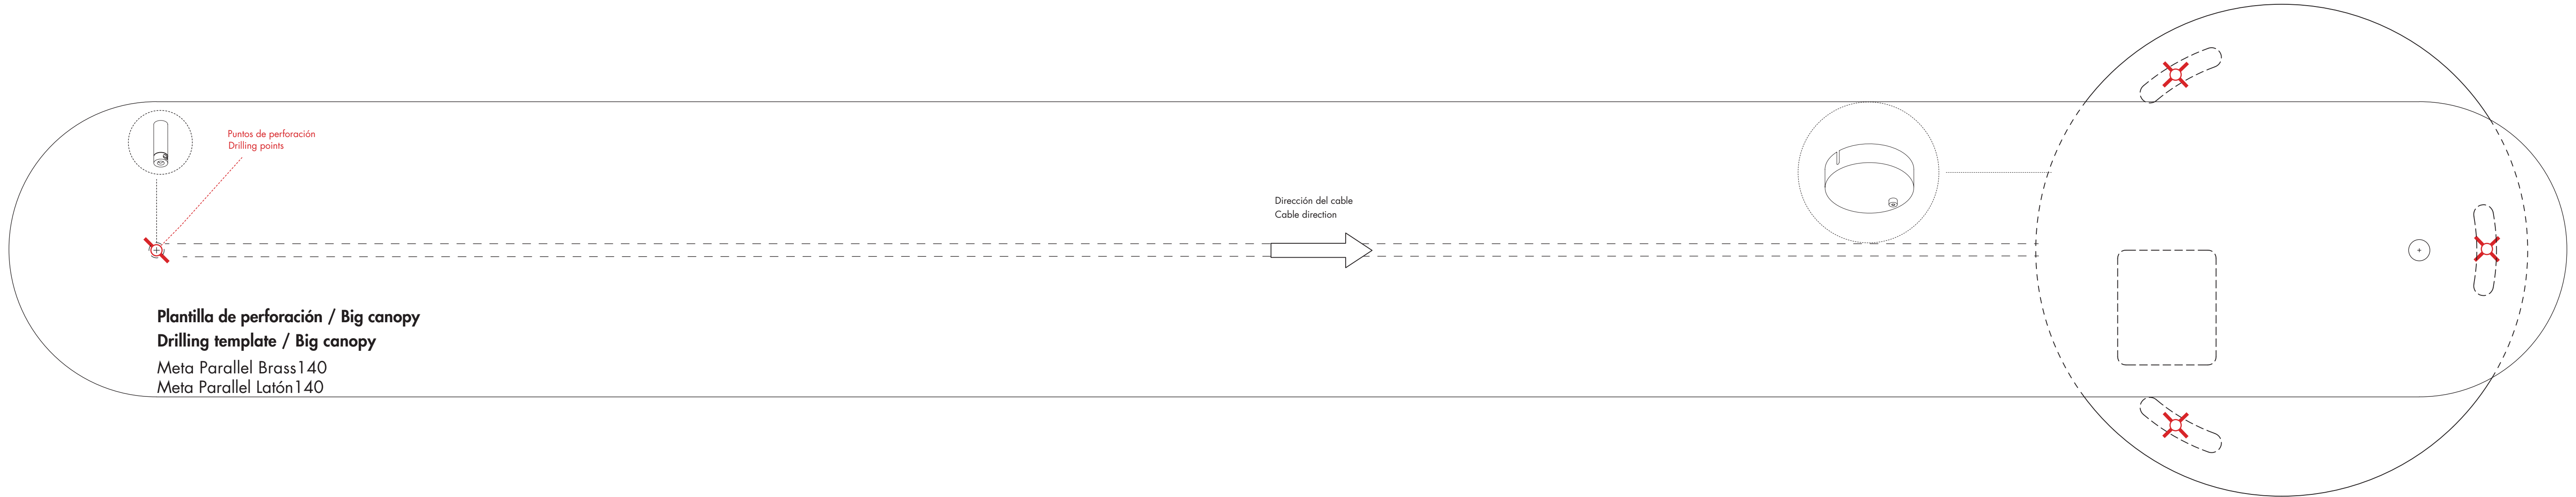 Puntos de perforación
Drilling points
Dirección del cable
Cable direction
Plantilla de perforación / Big canopy
Drilling template / Big canopy
Meta Parallel Brass140
Meta Parallel Latón140